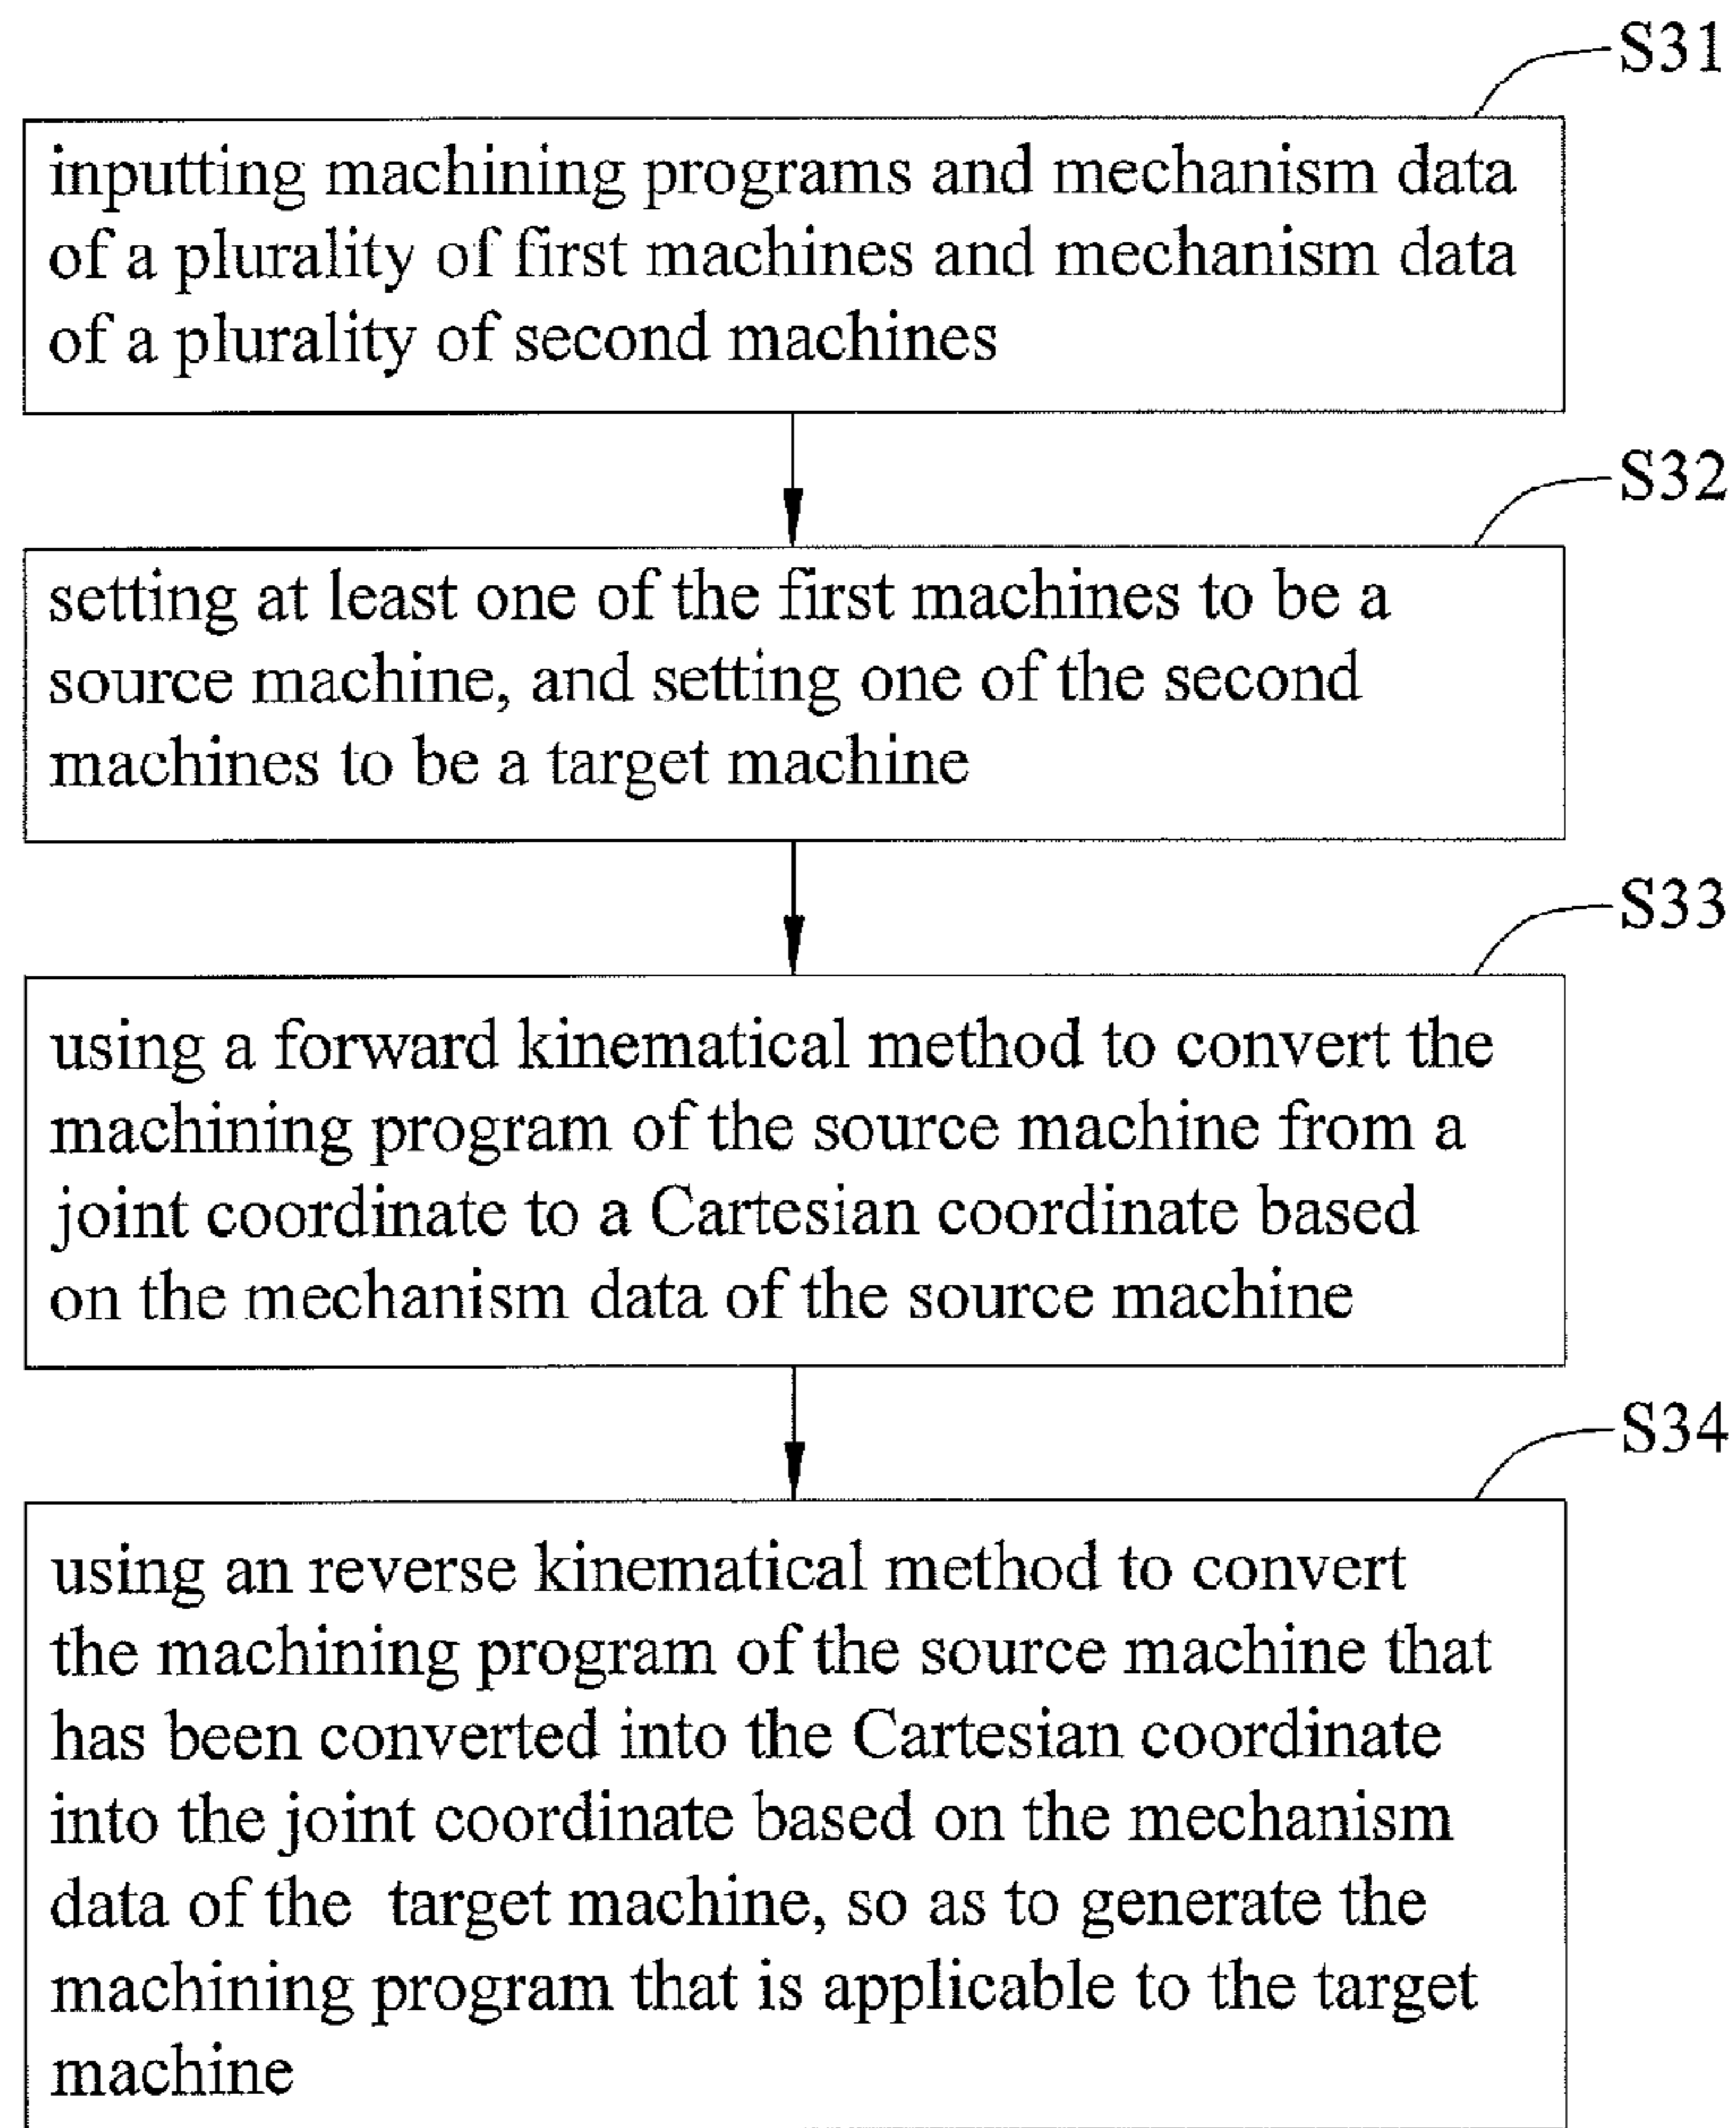 S31
inputting machining programs and mechanism data
of a plurality of first machines and mechanism data
of a plurality of second machines
S32
setting at least one of the first machines to be a
source machine, and setting one of the second
machines to be a target machine
S33
using a forward kinematical method to convert the
machining program of the source machine from a
joint coordinate to a Cartesian coordinate based
on the mechanism data of the source machine
S34
using an reverse kinematical method to convert
the machining program of the source machine that
has been converted into the Cartesian coordinate
into the joint coordinate based on the mechanism
data of the target machine, so as to generate the
machining program that is applicable to the target
machine